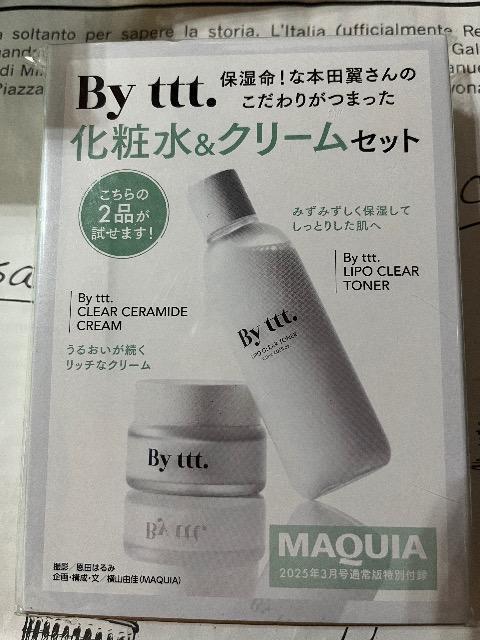 soltanto per sapere la storia. L'Italia (ufficialmente Re
By ttt.
保湿命！な本田翼さんの
こだわりがつまった
化粧水&クリームセット
こちらの
2品が
試せます！
みずみずしく保湿して
しっとりした肌へ
By ttt.
LIPO CLEAR
TONER
By ttt.
CLEAR CERAMIDE
CREAM
うるおいが続く
リッチなクリーム
By ttt.
LIPO CLEAR TONER
By ttt.
MAQUIA
2025年3月号通常版特別付録
撮影／恩田はるみ
企画・構成・文／横山由佳(MAQUIA)
di Mi
Piazza
Gal